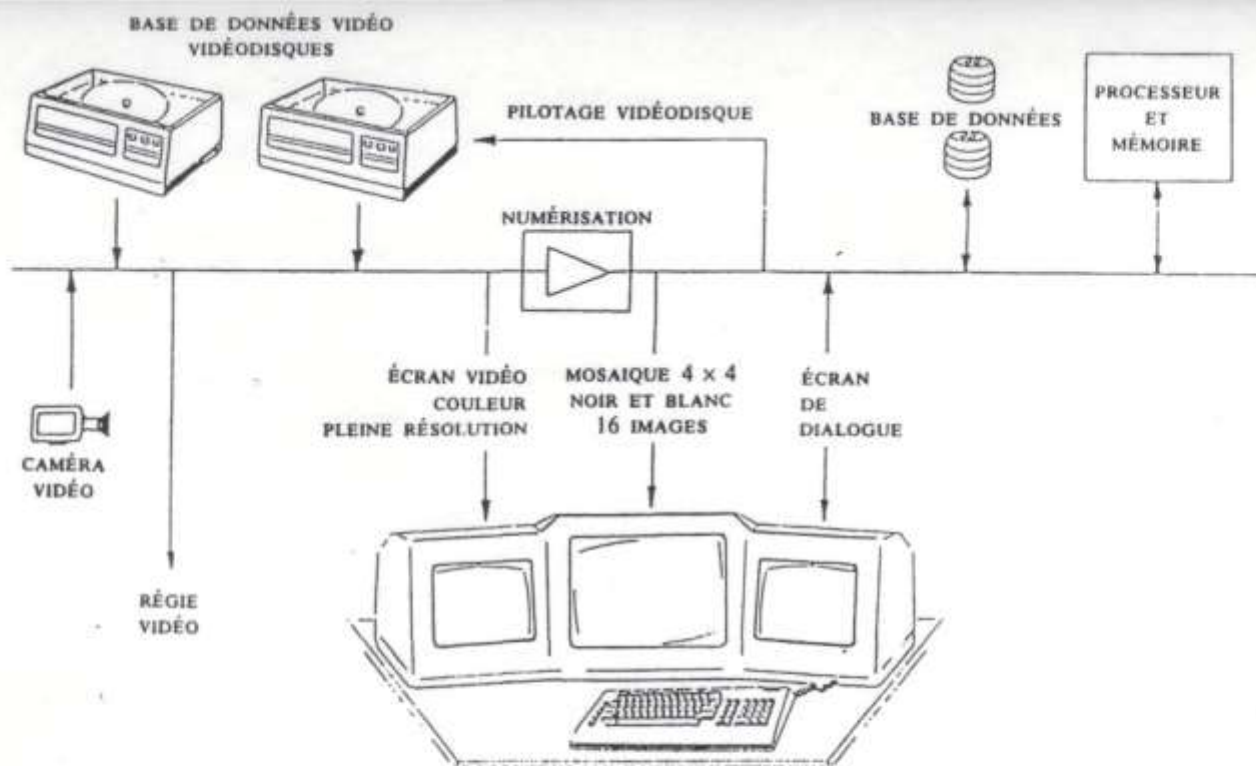 BASE DE DONNÉES VIDÉO
VIDÉODISQUES
PILOTAGE VIDÉODISQUE
BASE DE DONNÉES
PROCESSEUR
ET
MÉMOIRE
NUMÉRISATION
ÉCRAN VIDÉO
COULEUR
PLEINE RÉSOLUTION
MOSAIQUE 4 × 4
NOIR ET BLANC
16 IMAGES
ÉCRAN
DE
DIALOGUE
CAMÉRA
VIDÉO
RÉGIE
VIDÉO